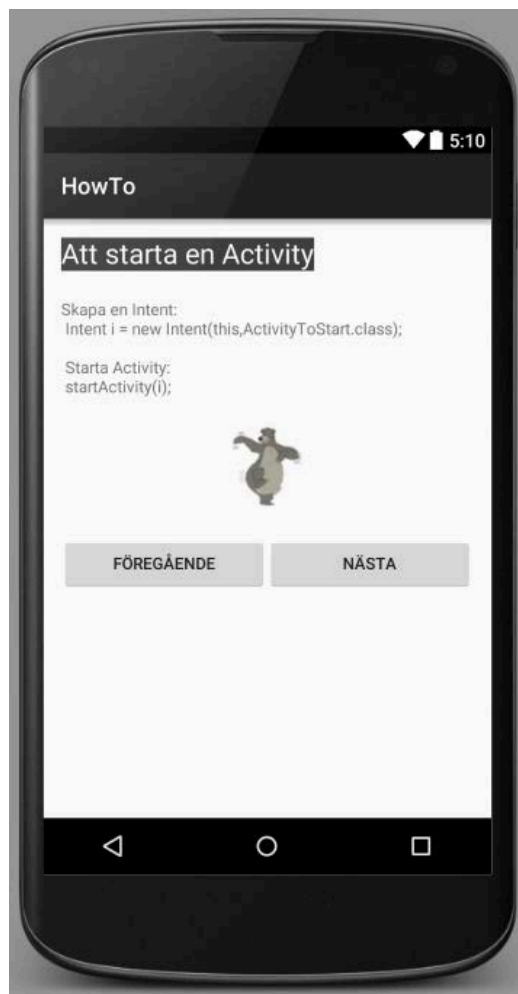 5:10
HowTo
Att starta en Activity
Skapa en Intent:
Intent i = new Intent(this,ActivityToStart.class);
Starta Activity:
startActivity(i);
FÖREGÅENDE NÄSTA